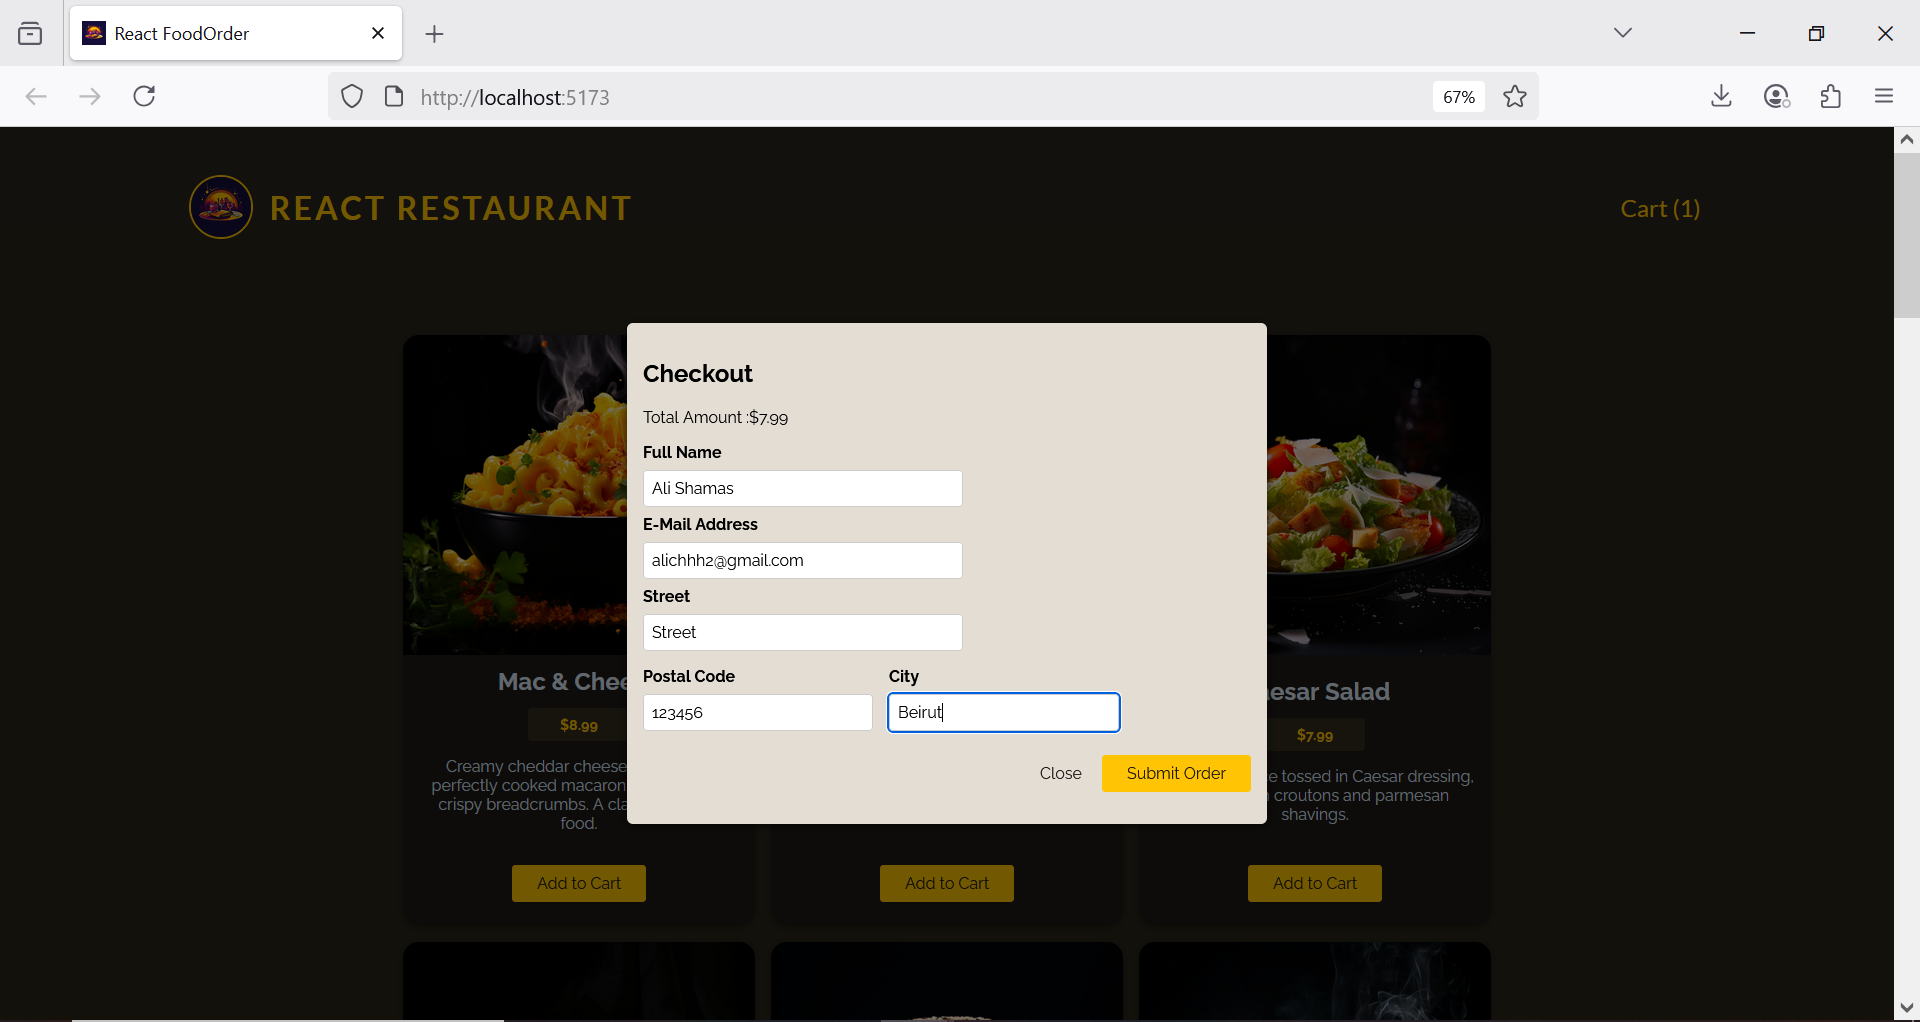 React FoodOrder
http://localhost:5173
67%
REACT RESTAURANT
Cart (1)
Checkout
Total Amount :$7.99
Full Name
Ali Shamas
E-Mail Address
alichhh2@gmail.com
Street
Street
Postal Code
City
123456
Beirut
Close
Submit Order
Mac & Chee
$8.99
Creamy cheddar cheese
perfectly cooked macaron
crispy breadcrumbs. A cla
food.
Add to Cart
Add to Cart
esar Salad
$7.99
e tossed in Caesar dressing,
croutons and parmesan
shavings.
Add to Cart